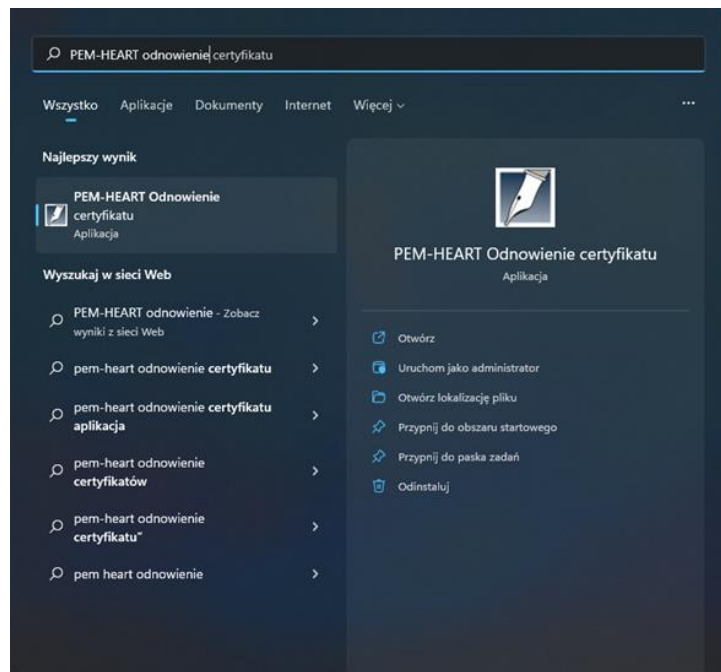 PEM-HEART odnowienie certyfikatu
Wszystko Aplikacje Dokumenty Internet Więcej
Najlepszy wynik
PEM-HEART Odnowienie
certyfikatu
Aplikacja
Wyszukaj w sieci Web
PEM-HEART odnowienie - Zobacz
wyniki z sieci Web
pem-heart odnowienie certyfikatu
pem-heart odnowienie certyfikatu
aplikacja
pem-heart odnowienie
certyfikatów
pem-heart odnowienie
certyfikatu"
pem heart odnowienie
PEM-HEART Odnowienie certyfikatu
Aplikacja
Otwórz
Uruchom jako administrator
Otwórz lokalizację pliku
Przypnij do obszaru startowego
Przypnij do paska zadań
Odinstaluj